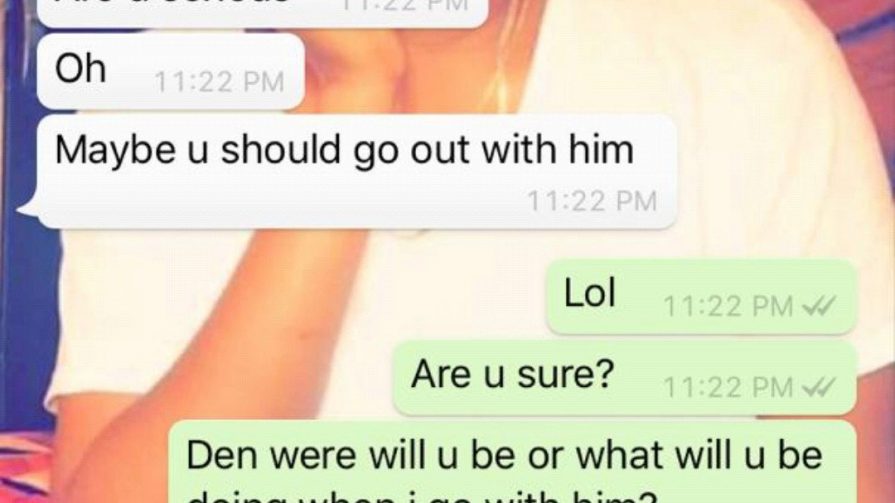 11:22 PM
Oh 11:22 PM
Maybe u should go out with him
11:22 PM
Lol 11:22 PM
Are u sure? 11:22 PM
Den were will u be or what will u be
doing when i go with him?